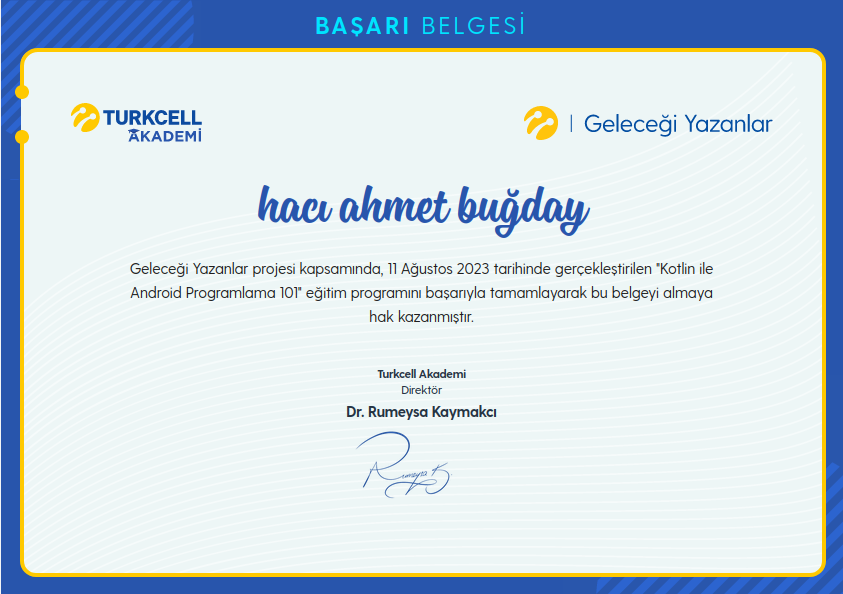 BAŞARI BELGESİ
TURKCELL
AKADEMİ
Geleceği Yazanlar
hacı ahmet buğday
Geleceği Yazanlar projesi kapsamında, 11 Ağustos 2023 tarihinde gerçekleştirilen "Kotlin ile
Android Programlama 101" eğitim programını başarıyla tamamlayarak bu belgeyi almaya
hak kazanmıştır.
Turkcell Akademi
Direktör
Dr. Rumeysa Kaymakcı
Rumeysa K